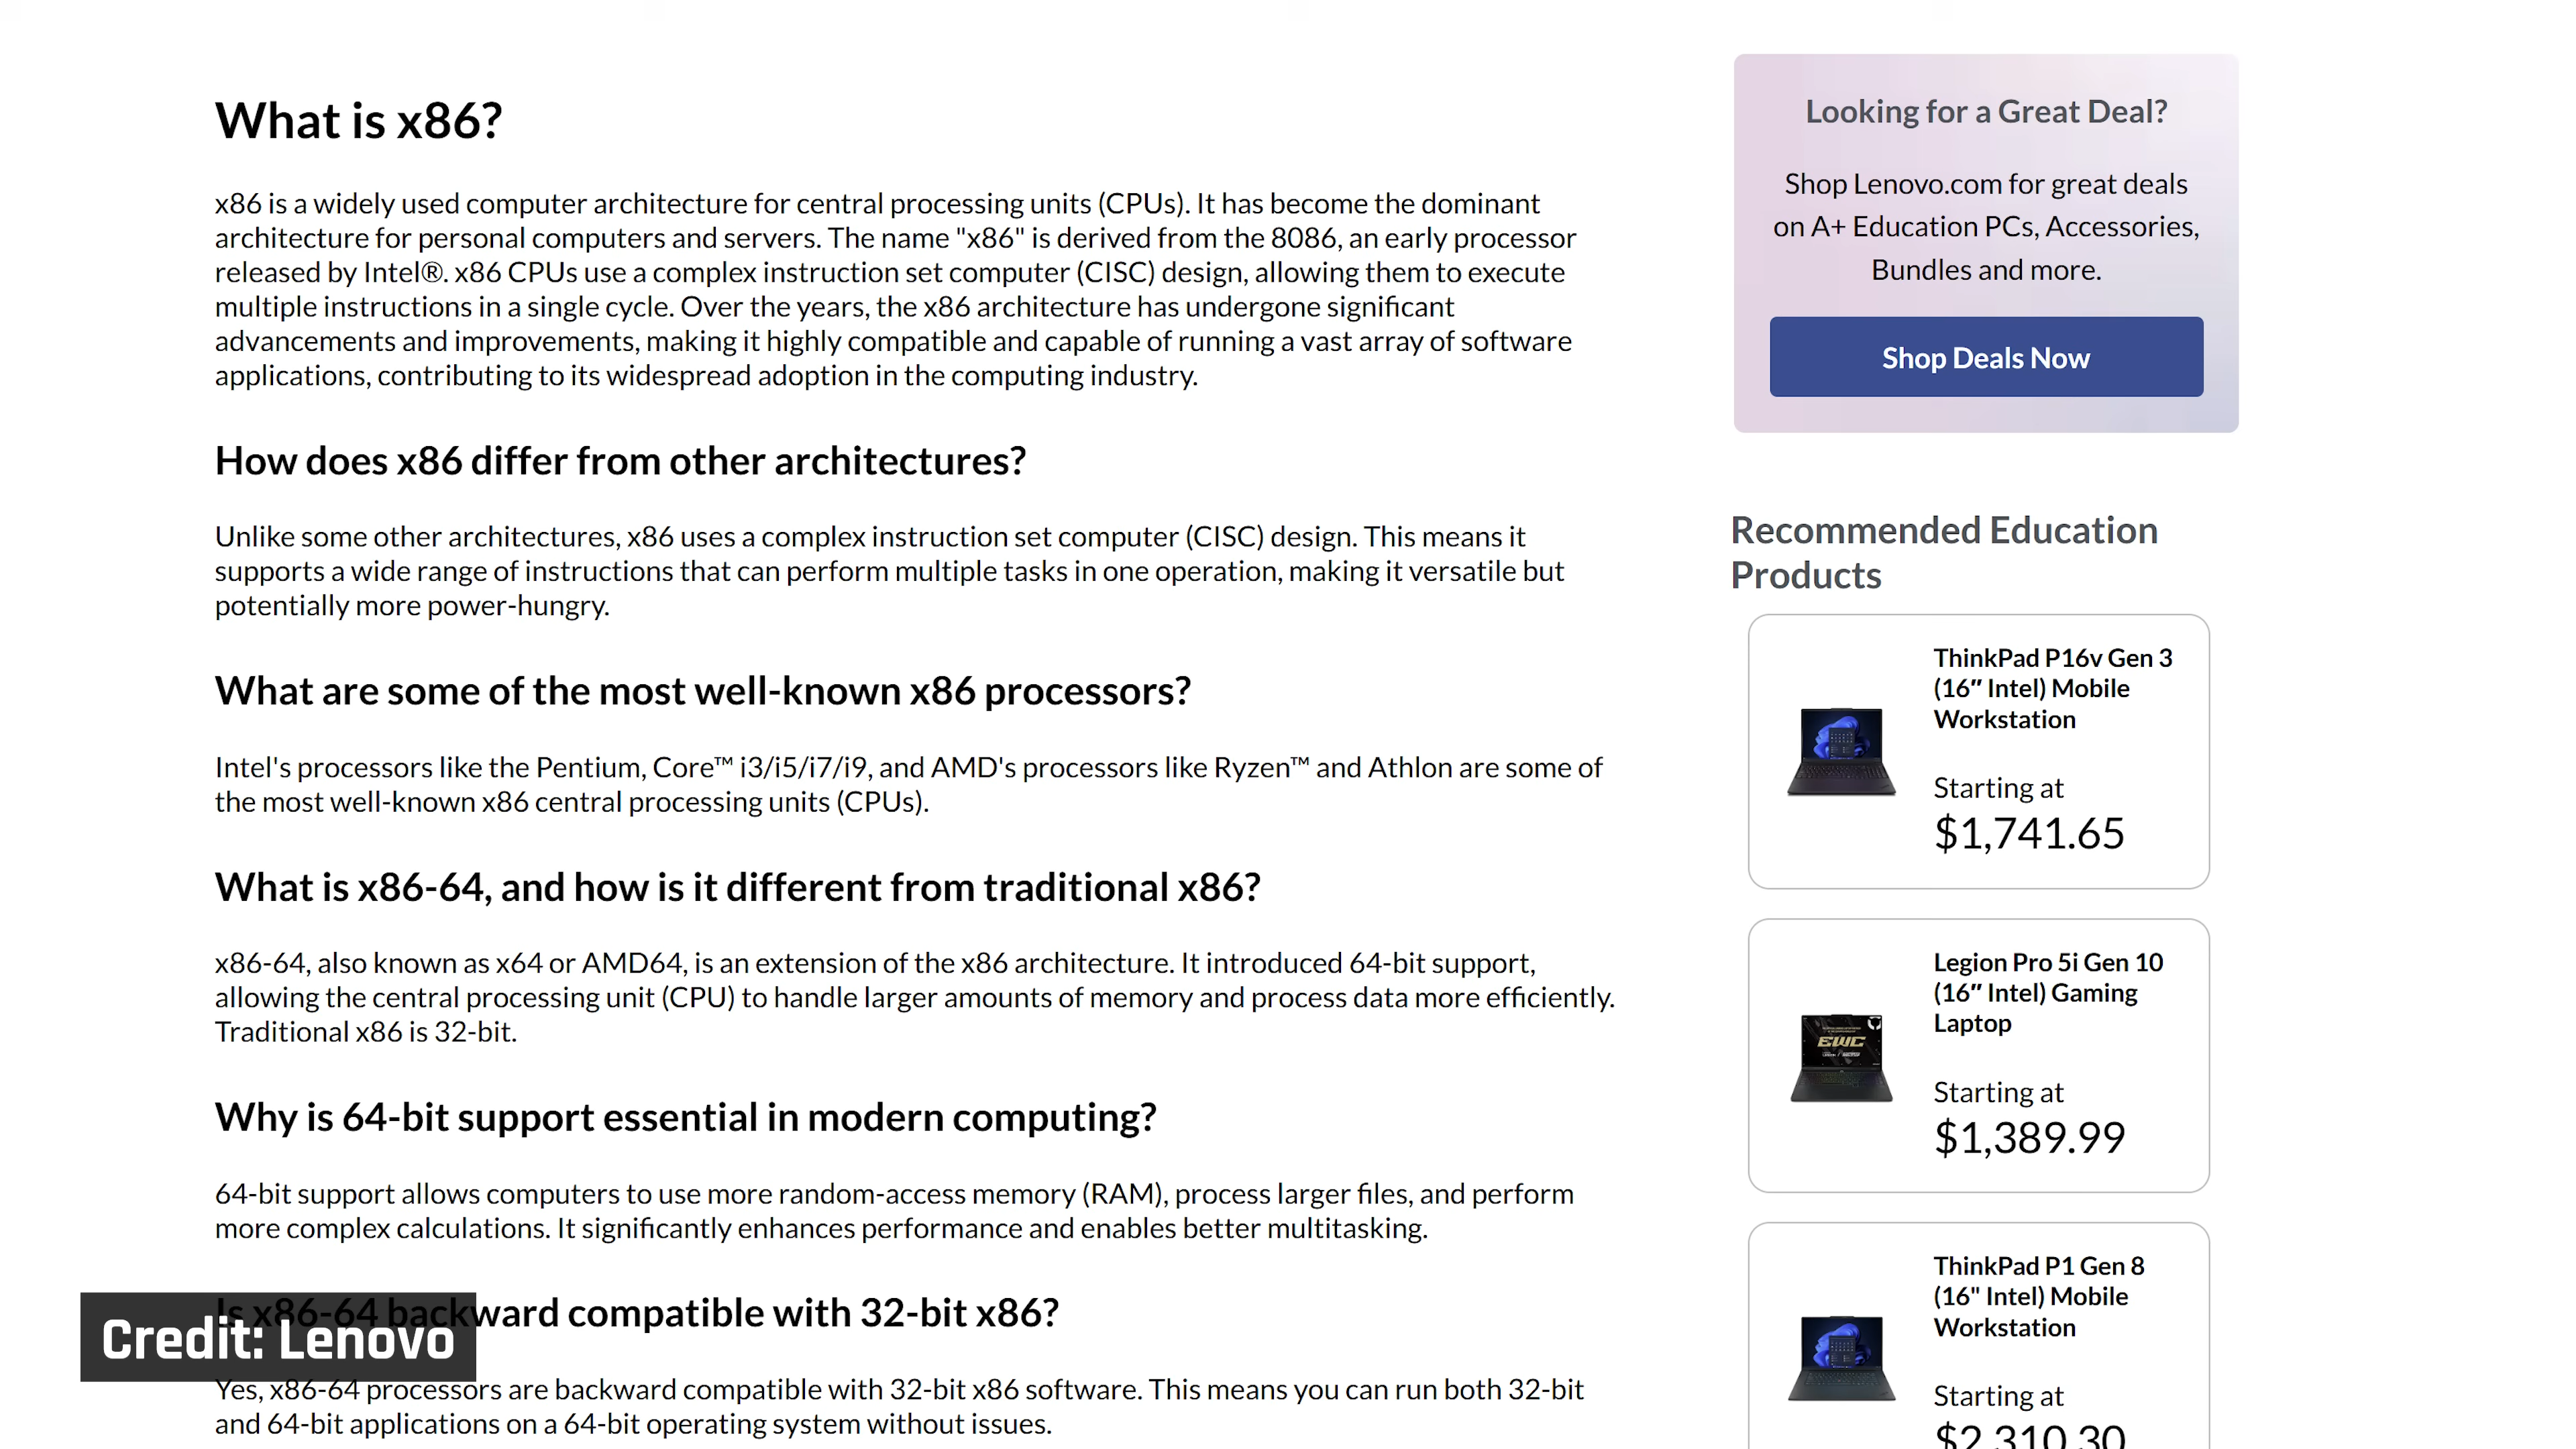 What is x86?
x86 is a widely used computer architecture for central processing units (CPUs). It has become the dominant
architecture for personal computers and servers. The name "x86" is derived from the 8086, an early processor
released by Intel®. x86 CPUs use a complex instruction set computer (CISC) design, allowing them to execute
multiple instructions in a single cycle. Over the years, the x86 architecture has undergone significant
advancements and improvements, making it highly compatible and capable of running a vast array of software
applications, contributing to its widespread adoption in the computing industry.
How does x86 differ from other architectures?
Unlike some other architectures, x86 uses a complex instruction set computer (CISC) design. This means it
supports a wide range of instructions that can perform multiple tasks in one operation, making it versatile but
potentially more power-hungry.
What are some of the most well-known x86 processors?
Intel's processors like the Pentium, Core™ i3/i5/i7/i9, and AMD's processors like Ryzen™ and Athlon are some of
the most well-known x86 central processing units (CPUs).
What is x86-64, and how is it different from traditional x86?
x86-64, also known as x64 or AMD64, is an extension of the x86 architecture. It introduced 64-bit support,
allowing the central processing unit (CPU) to handle larger amounts of memory and process data more efficiently.
Traditional x86 is 32-bit.
Why is 64-bit support essential in modern computing?
64-bit support allows computers to use more random-access memory (RAM), process larger files, and perform
more complex calculations. It significantly enhances performance and enables better multitasking.
Is x86-64 backward compatible with 32-bit x86?
Credit: Lenovo
Yes, x86-64 processors are backward compatible with 32-bit x86 software. This means you can run both 32-bit
and 64-bit applications on a 64-bit operating system without issues.
Looking for a Great Deal?
Shop Lenovo.com for great deals
on A+ Education PCs, Accessories,
Bundles and more.
Shop Deals Now
Recommended Education
Products
ThinkPad P16v Gen 3
(16″ Intel) Mobile
Workstation
Starting at
$1,741.65
Legion Pro 5i Gen 10
(16″ Intel) Gaming
Laptop
EWC
Starting at
$1,389.99
ThinkPad P1 Gen 8
(16" Intel) Mobile
Workstation
Starting at
$2,310.30